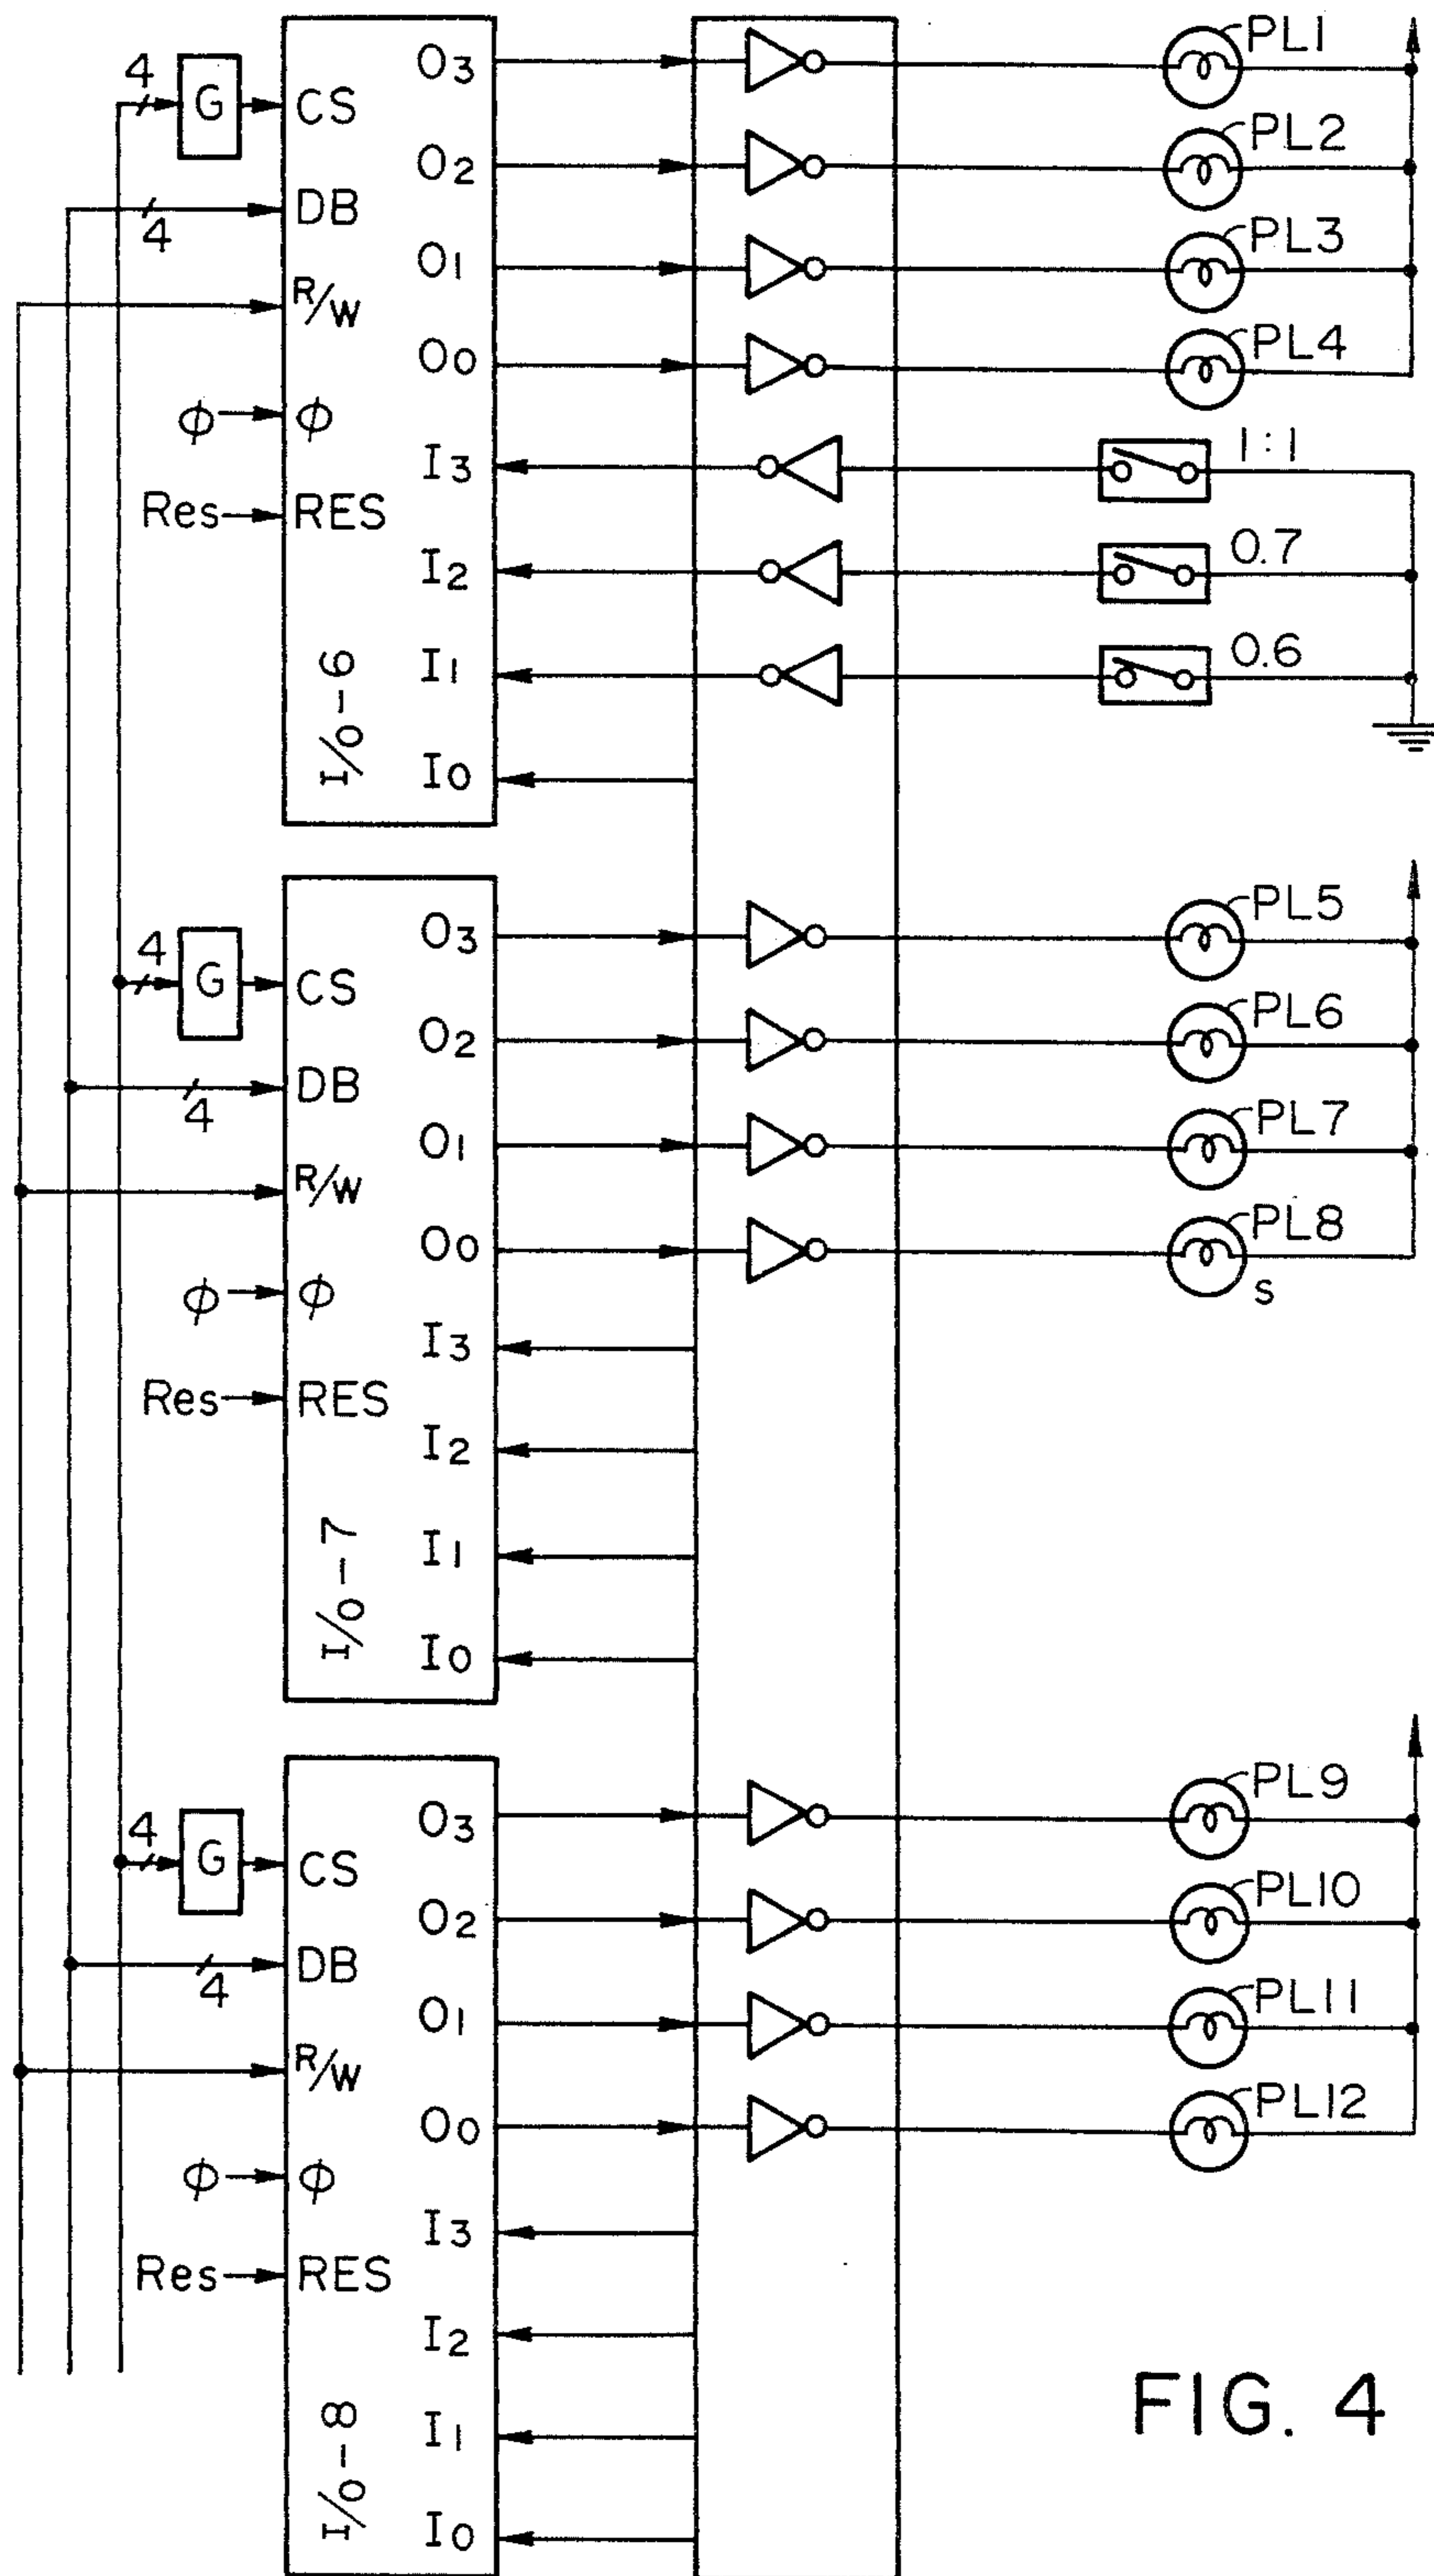 4 G CS O3 PL1
O2 PL2
DB
4
O1 PL3
R/W
O0 PL4
φ φ
I3 1:1
Res RES
I2 0.7
I1 0.6
I/O-6
I0
O3 PL5
4 G CS
O2 PL6
DB
4
O1 PL7
R/W
O0 PL8
s
φ φ
I3
Res RES
I2
I1
I/O-7
I0
O3 PL9
4 G CS
O2 PL10
DB
4
O1 PL11
R/W
O0 PL12
φ φ
I3
Res RES
I2
I1
I/O-8
I0
FIG. 4